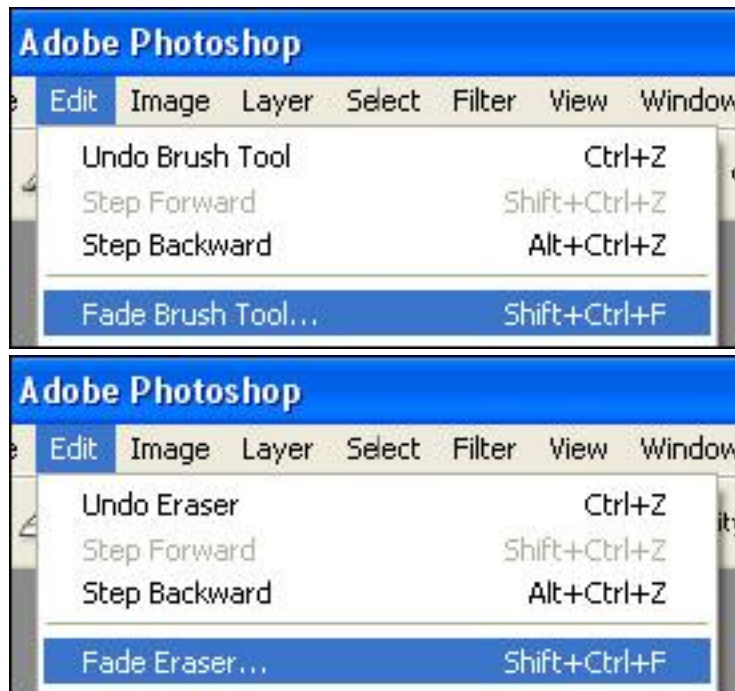 Adobe Photoshop
Edit Image Layer Select Filter View Window
Undo Brush Tool Ctrl+Z
Step Forward Shift+Ctrl+Z
Step Backward Alt+Ctrl+Z
Fade Brush Tool... Shift+Ctrl+F
Adobe Photoshop
Edit Image Layer Select Filter View Window
Undo Eraser Ctrl+Z
Step Forward Shift+Ctrl+Z
Step Backward Alt+Ctrl+Z
Fade Eraser... Shift+Ctrl+F